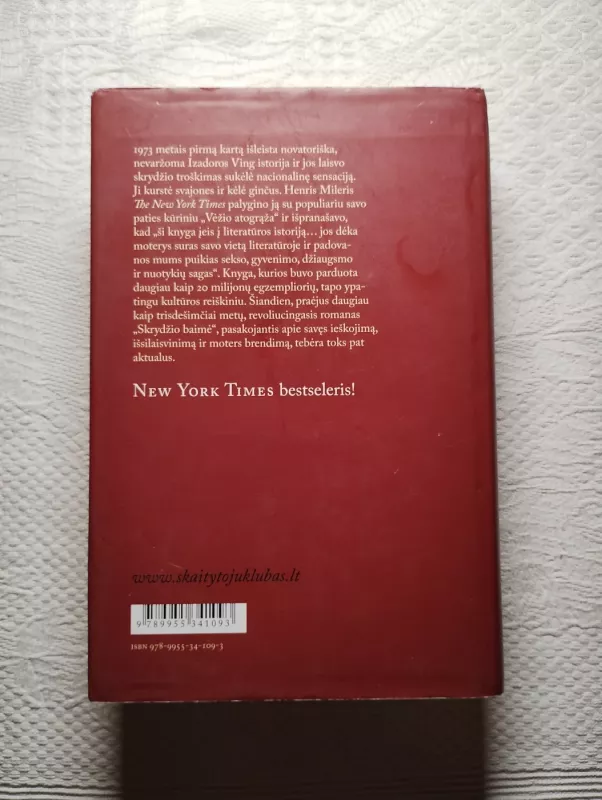 1973 metais pirmą kartą išleista novatoriška,
nevaržoma Izadoros Ving istorija ir jos laisvo
skrydžio troškimas sukėlė nacionalinę sensaciją.
Ji kurstė svajones ir kėlė ginčus. Henris Mileris
The New York Times palygino ją su populiariu savo
paties kūriniu „Vėžio atogrąža“ ir išpranašavo,
kad „ši knyga įeis į literatūros istoriją... jos dėka
moterys suras savo vietą literatūroje ir padova-
nos mums puikias sekso, gyvenimo, džiaugsmo
ir nuotykių sagas“. Knyga, kurios buvo parduota
daugiau kaip 20 milijonų egzempliorių, tapo ypa-
tingu kultūros reiškiniu. Šiandien, praėjus daugiau
kaip trisdešimčiai metų, revoliucingasis romanas
„Skrydžio baimė“, pasakojantis apie savęs ieškojimą,
išsilaisvinimą ir moters brendimą, tebėra toks pat
aktualus.
New York Times bestseleris!
www.skaitytojuklubas.lt
9 789955 341093
ISBN 978-9955-34-109-3